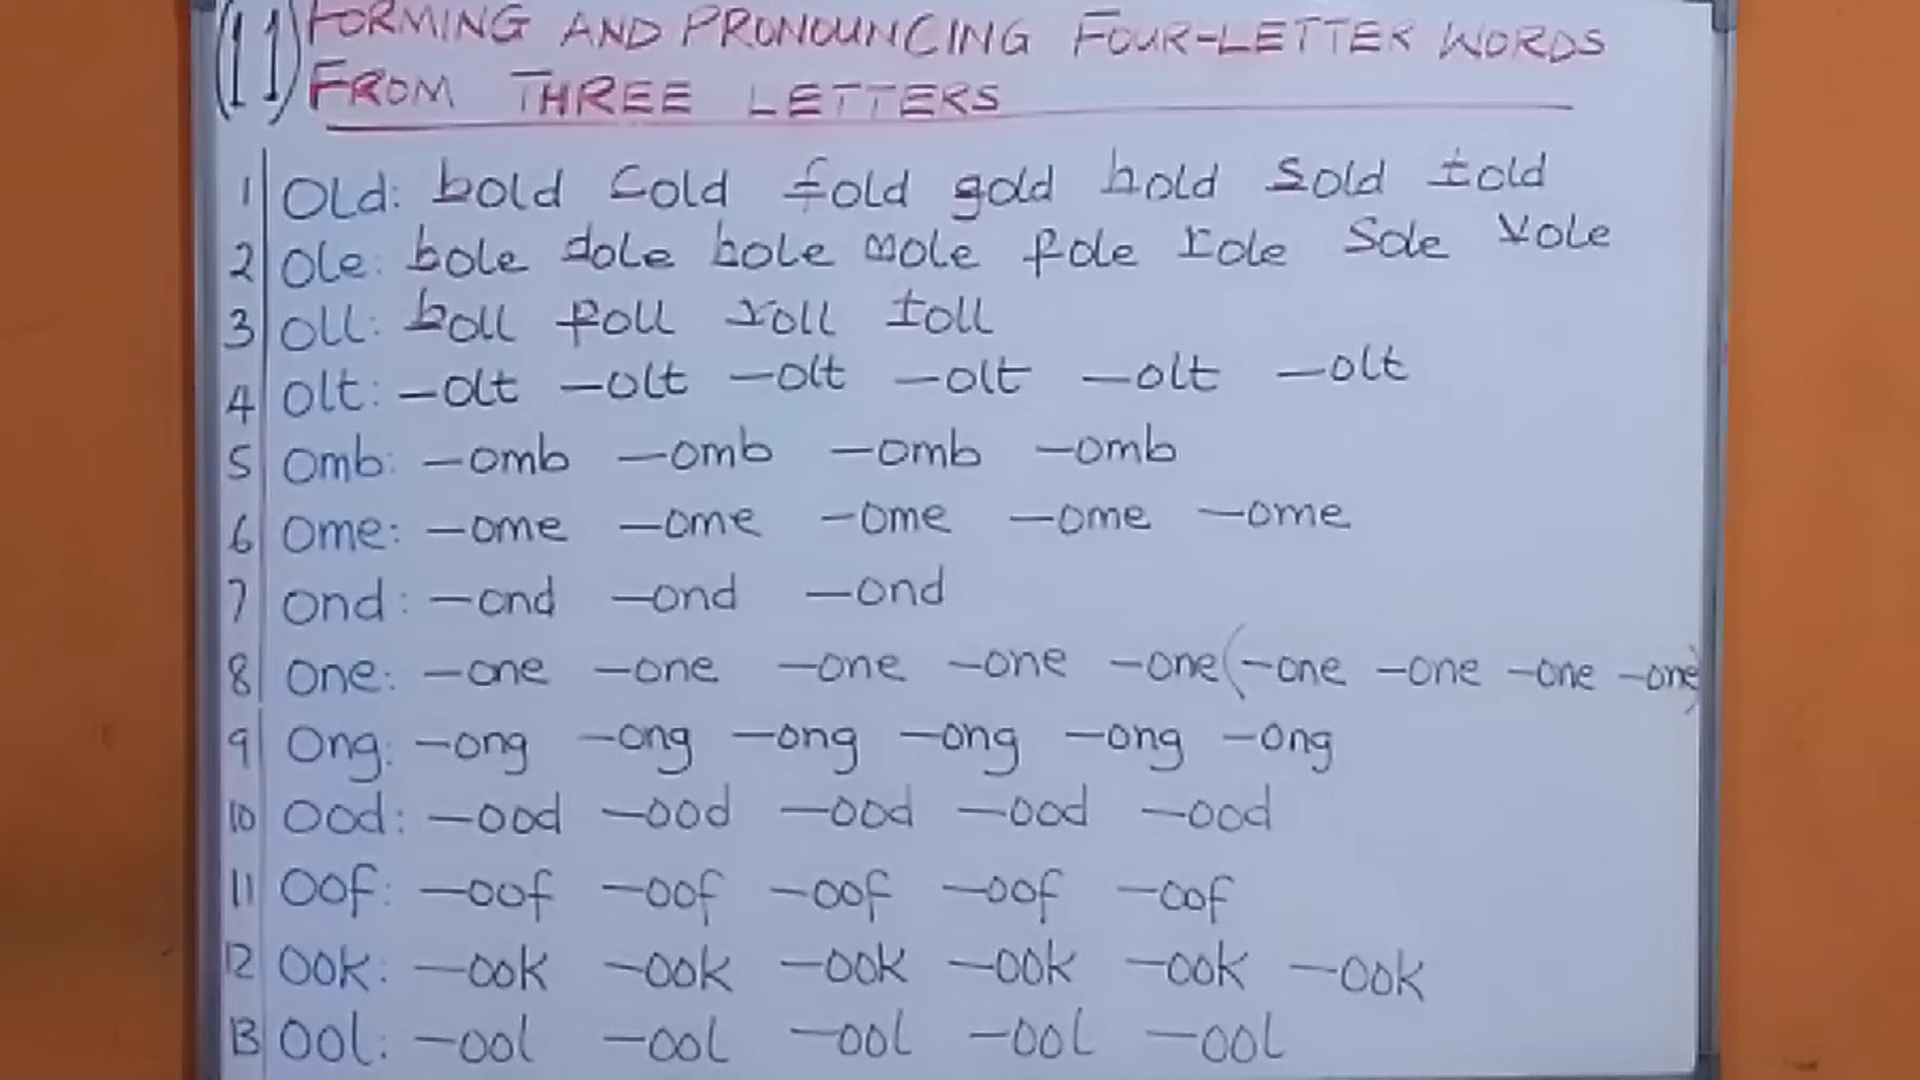 (11) FORMING AND PRONOUNCING FOUR-LETTER WORDS
FROM THREE LETTERS
1 Old: bold cold fold gold hold sold told
2 Ole: bole dole hole mole pole role Sole Vole
3 Oll: boll poll roll toll
4 Olt: –olt –olt –olt –olt –olt –olt
5 Omb: –omb –omb –omb –omb
6 Ome: –ome –ome –ome –ome –ome
7 Ond: –ond –ond –ond
8 One: –one –one –one –one –one (–one –one –one –one)
9 Ong: –ong –ong –ong –ong –ong –ong
10 Ood: –ood –ood –ood –ood –ood
11 Oof: –oof –oof –oof –oof –oof
12 Ook: –ook –ook –ook –ook –ook –ook
13 Ool: –ool –ool –ool –ool –ool